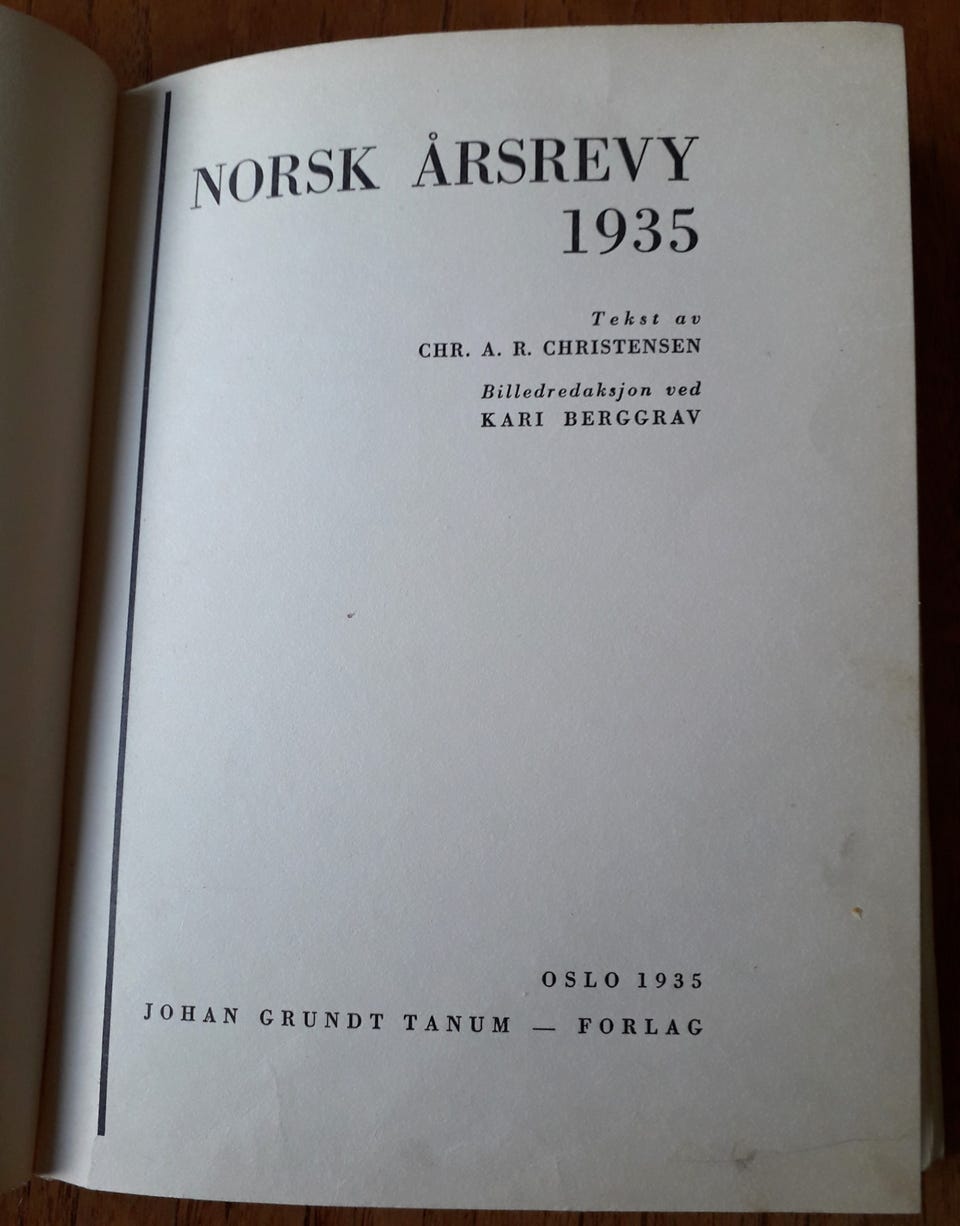 NORSK ÅRSREVY
1935
Tekst av
CHR. A. R. CHRISTENSEN
Billedredaksjon ved
KARI BERGGRAV
OSLO 1935
JOHAN GRUNDT TANUM — FORLAG